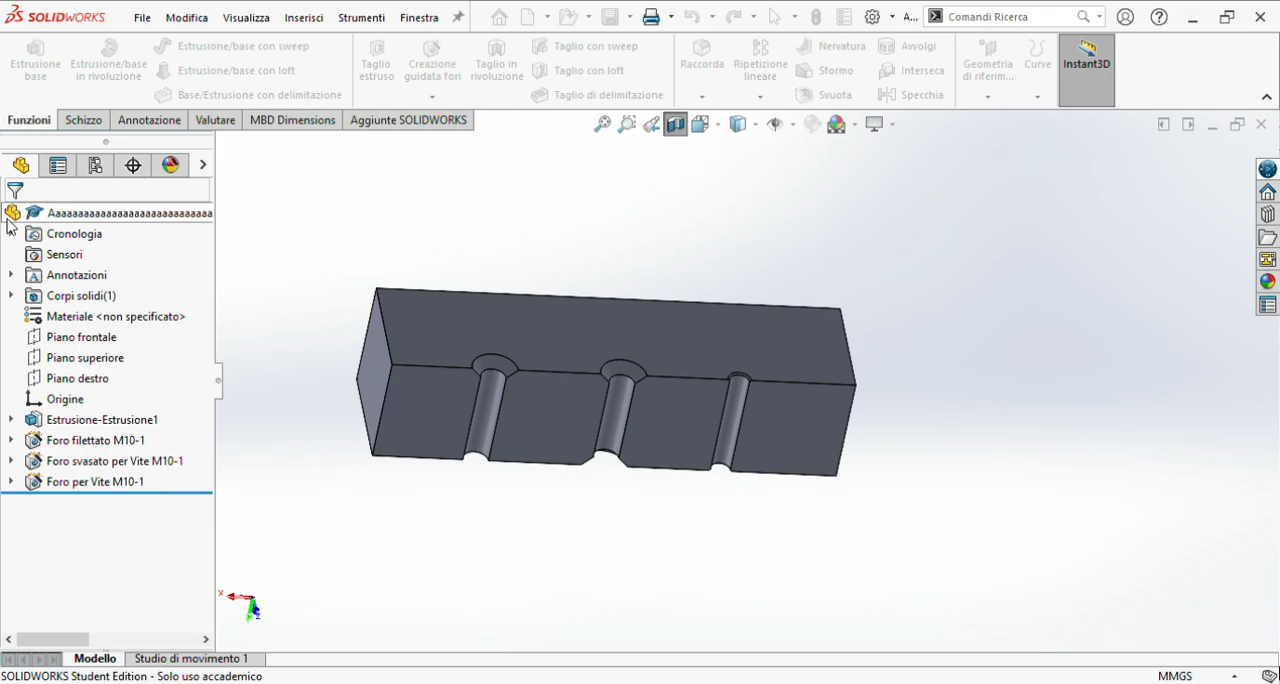 SOLIDWORKS File Modifica Visualizza Inserisci Strumenti Finestra A... Comandi Ricerca
Estrusione base
Estrusione/base in rivoluzione
Estrusione/base con sweep
Estrusione/base con loft
Base/Estrusione con delimitazione
Taglio estruso
Creazione guidata fori
Taglio in rivoluzione
Taglio con sweep
Taglio con loft
Taglio di delimitazione
Raccorda
Ripetizione lineare
Nervatura
Sformo
Svuota
Avvolgi
Interseca
Specchia
Geometria di riferim...
Curve
Instant3D
Funzioni Schizzo Annotazione Valutare MBD Dimensions Aggiunte SOLIDWORKS
Aaaaaaaaaaaaaaaaaaaaaaaaaaaaa
Cronologia
Sensori
Annotazioni
Corpi solidi(1)
Materiale <non specificato>
Piano frontale
Piano superiore
Piano destro
Origine
Estrusione-Estrusione1
Foro filettato M10-1
Foro svasato per Vite M10-1
Foro per Vite M10-1
X
Z
Modello Studio di movimento 1
SOLIDWORKS Student Edition - Solo uso accademico MMGS